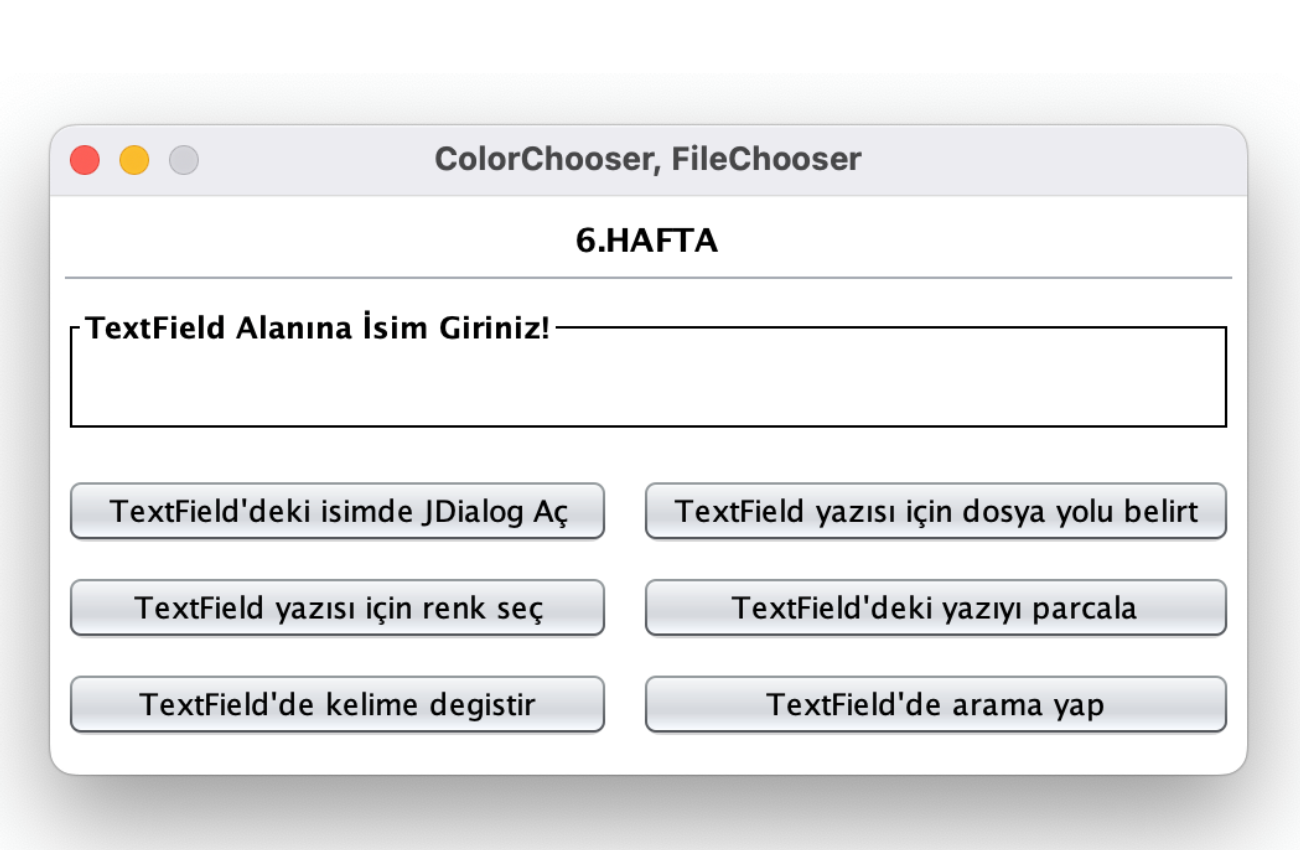 ColorChooser, FileChooser
6.HAFTA
TextField Alanına İsim Giriniz!
TextField'deki isimde JDialog Aç
TextField yazısı için dosya yolu belirt
TextField yazısı için renk seç
TextField'deki yazıyı parcala
TextField'de kelime degistir
TextField'de arama yap